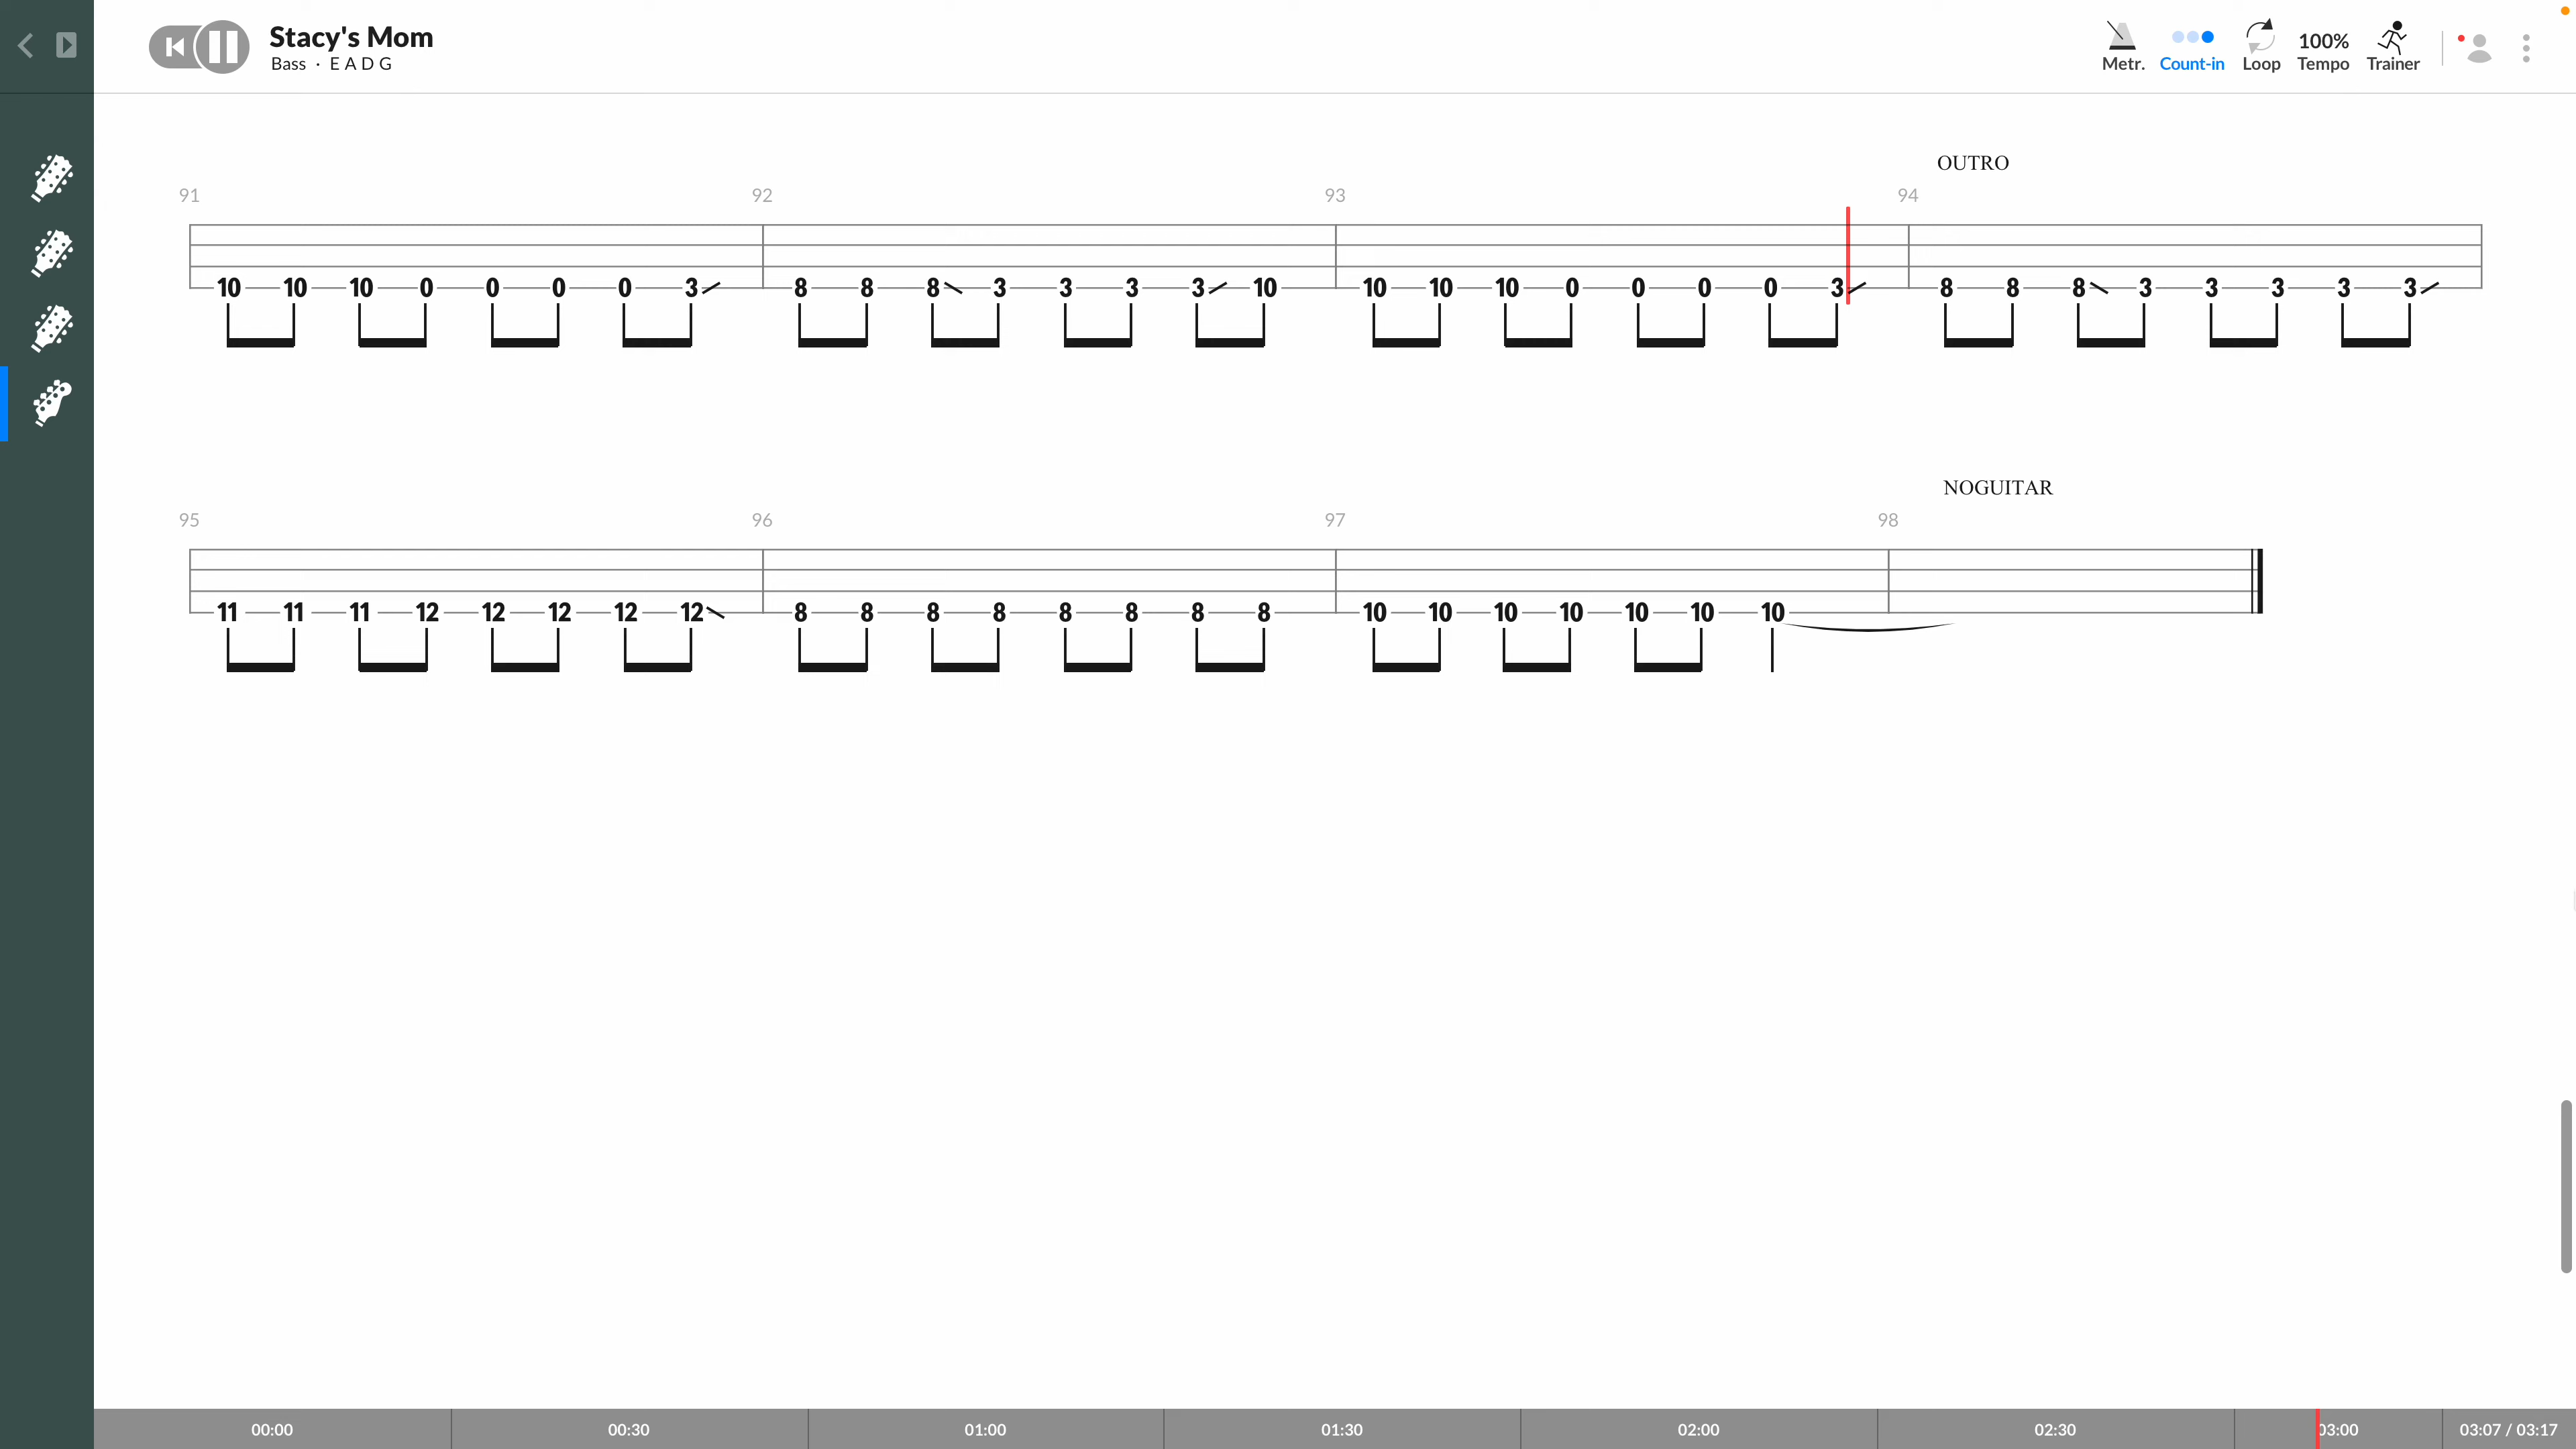 Stacy's Mom
Bass · E A D G
Metr.
Count-in
Loop
100%
Tempo
Trainer
OUTRO
91 92 93 94
10 10 10 0 0 0 0 3 8 8 8 3 3 3 3 10 10 10 10 0 0 0 0 3 8 8 8 3 3 3 3 3
NOGUITAR
95 96 97 98
11 11 11 12 12 12 12 12 8 8 8 8 8 8 8 8 10 10 10 10 10 10 10
00:00 00:30 01:00 01:30 02:00 02:30 03:00 03:07 / 03:17